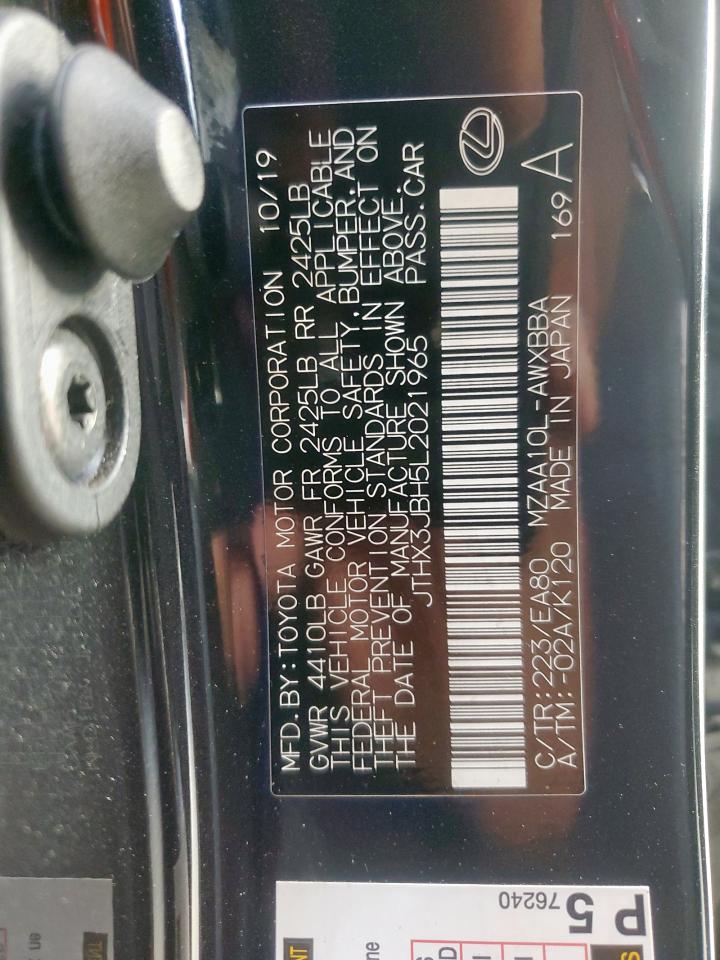 MFD.BY:TOYOTA MOTOR CORPORATION 10/19
GVWR 4410LB GAWR FR 2425LB RR 2425LB
THIS VEHICLE CONFORMS TO ALL APPLICABLE
FEDERAL MOTOR VEHICLE SAFETY,BUMPER,AND
THEFT PREVENTION STANDARDS IN EFFECT ON
THE DATE OF MANUFACTURE SHOWN ABOVE.
JTHX3JBH5L2021965 PASS.CAR
C/TR:223/EA80 MZAA10L-AWXBBA
A/TM:-02A/K120 MADE IN JAPAN 169 A
P 5
76240